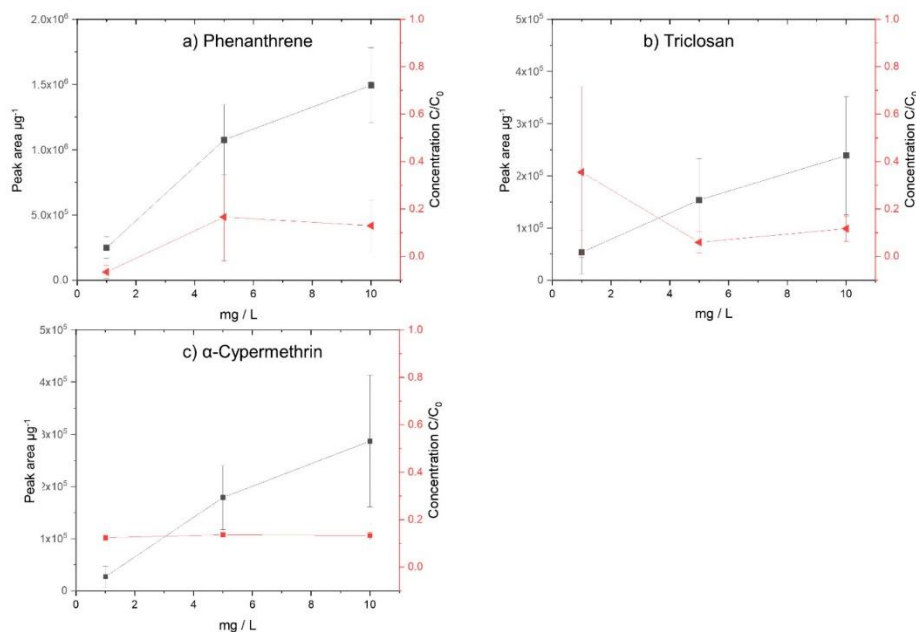 a) Phenanthrene
Peak area µg⁻¹
2.0x10⁶
1.5x10⁶
1.0x10⁶
5.0x10⁵
0.0
0 2 4 6 8 10
mg / L
1.0
0.8
0.6
0.4
0.2
0.0
Concentration C/C₀
b) Triclosan
Peak area µg⁻¹
5x10⁵
4x10⁵
3x10⁵
2x10⁵
1x10⁵
0
0 2 4 6 8 10
mg / L
1.0
0.8
0.6
0.4
0.2
0.0
Concentration C/C₀
c) α-Cypermethrin
Peak area µg⁻¹
5x10⁵
4x10⁵
3x10⁵
2x10⁵
1x10⁵
0
0 2 4 6 8 10
mg / L
1.0
0.8
0.6
0.4
0.2
0.0
Concentration C/C₀